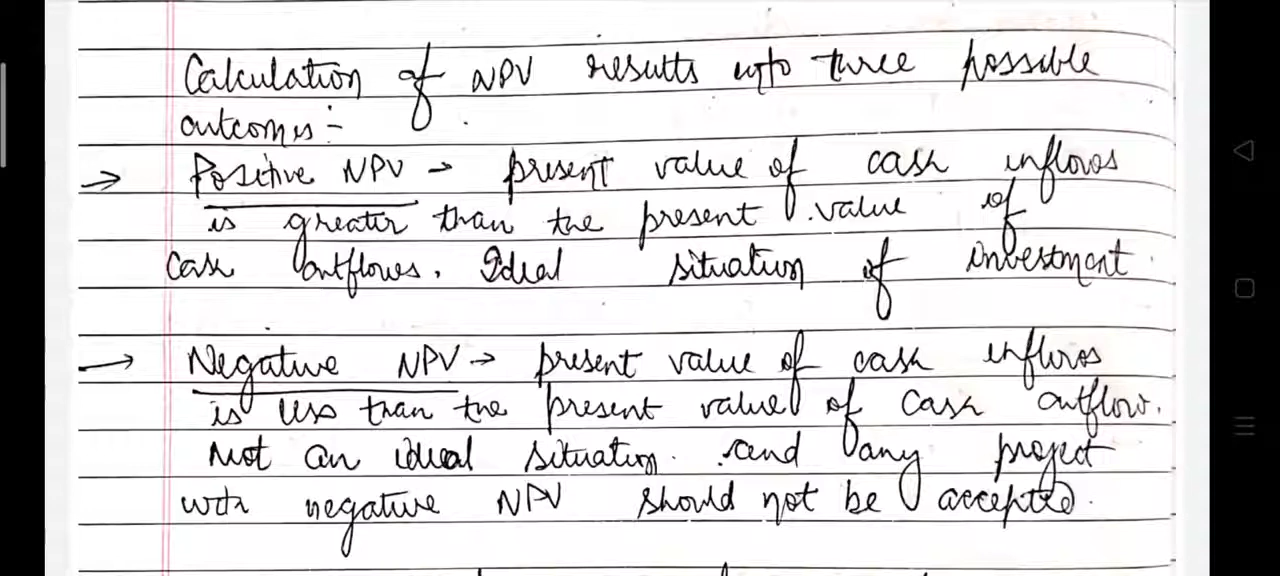 Calculation of NPV results into three possible
outcomes:-
→ Positive NPV → present value of cash inflows
is greater than the present value of
cash outflows. Ideal situation of investment.
→ Negative NPV → present value of cash inflows
is less than the present value of cash outflow.
Not an ideal situation. and any project
with negative NPV should not be accepted.